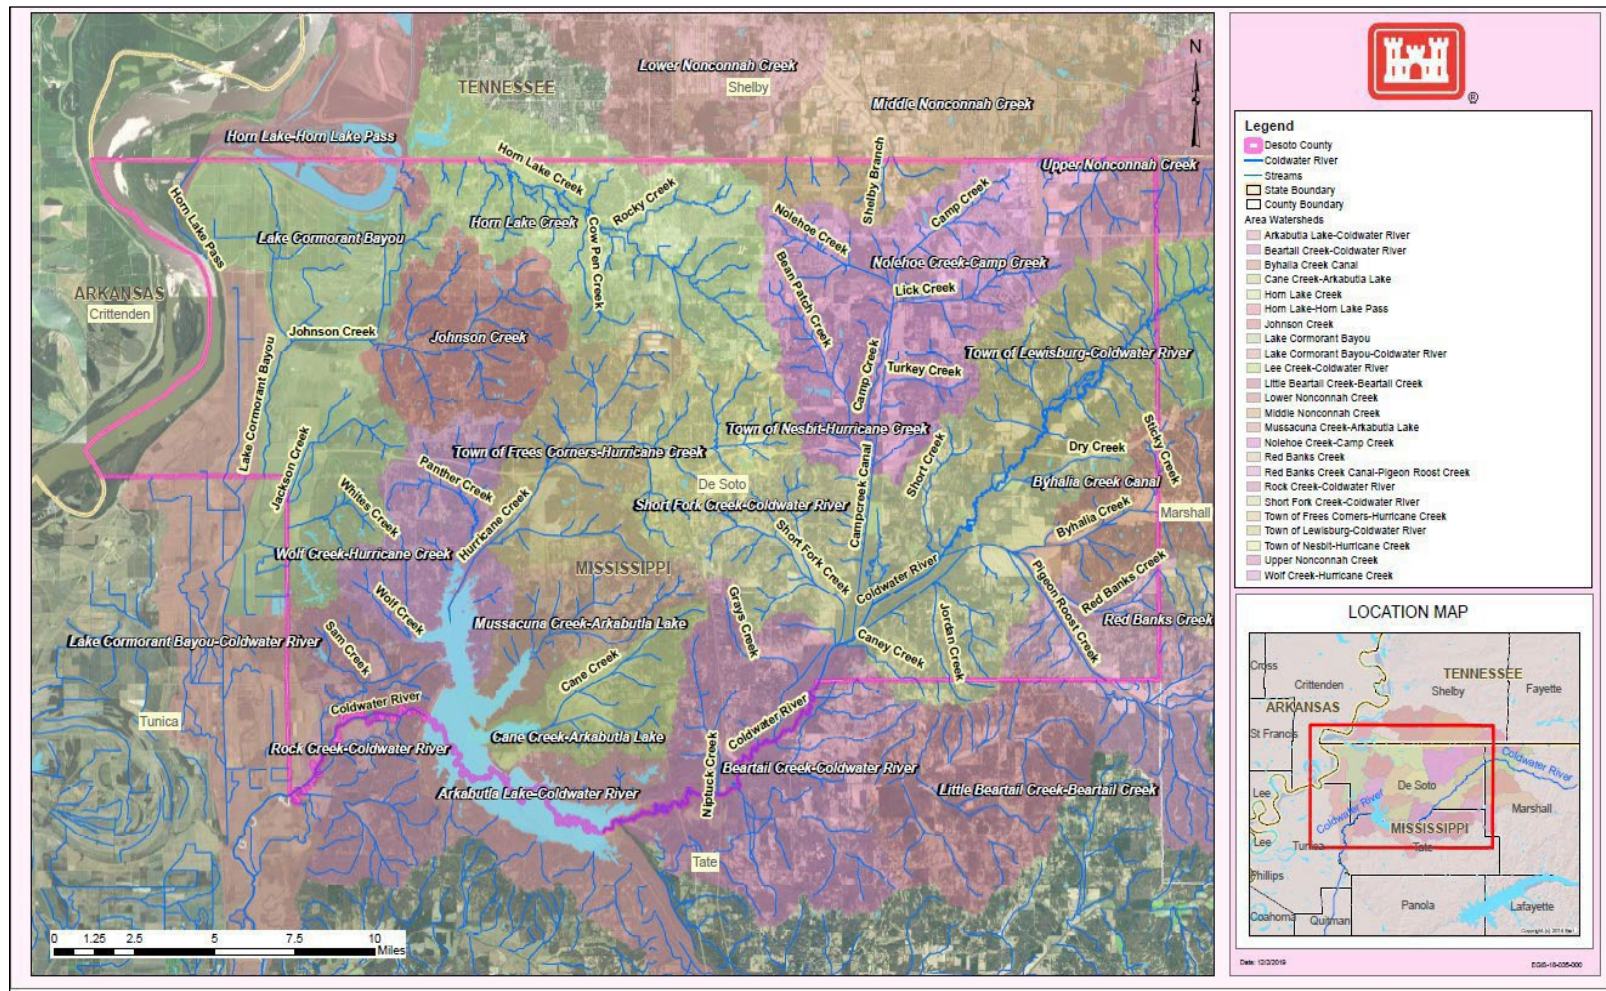 Lower Nonconnah Creek
TENNESSEE
Shelby
N
Middle Nonconnah Creek
Horn Lake-Horn Lake Pass
Horn Lake Creek
Shelby Branch
Upper Nonconnah Creek
Horn Lake Pass
Rocky Creek
Camp Creek
Horn Lake Creek
Cow Pen Creek
Nolehoe Creek
Lake Cormorant Bayou
Nolehoe Creek-Camp Creek
Bean Patch Creek
Lick Creek
ARKANSAS
Crittenden
Johnson Creek
Johnson Creek
Town of Lewisburg-Coldwater River
Camp Creek
Turkey Creek
Lake Cormorant Bayou
Town of Nesbit-Hurricane Creek
Sticky Creek
Jackson Creek
Town of Frees Corners-Hurricane Creek
Dry Creek
Panther Creek
Short Creek
De Soto
Byhalia Creek Canal
Whites Creek
Hurricane Creek
Short Fork Creek-Coldwater River
Campcreek Canal
Byhalia Creek
Marshall
Wolf Creek-Hurricane Creek
Short Fork Creek
MISSISSIPPI
Coldwater River
Pigeon Roost Creek
Red Banks Creek
Wolf Creek
Grays Creek
Mussacuna Creek-Arkabutla Lake
Red Banks Creek
Lake Cormorant Bayou-Coldwater River
Sam Creek
Caney Creek
Jordan Creek
Cane Creek
Coldwater River
Tunica
Coldwater River
Rock Creek-Coldwater River
Cane Creek-Arkabutla Lake
Niptuck Creek
Beartail Creek-Coldwater River
Arkabutla Lake-Coldwater River
Little Beartail Creek-Beartail Creek
Tate
0 1.25 2.5 5 7.5 10
Miles
®
Legend
Desoto County
Coldwater River
Streams
State Boundary
County Boundary
Area Watersheds
Arkabutla Lake-Coldwater River
Beartail Creek-Coldwater River
Byhalia Creek Canal
Cane Creek-Arkabutla Lake
Horn Lake Creek
Horn Lake-Horn Lake Pass
Johnson Creek
Lake Cormorant Bayou
Lake Cormorant Bayou-Coldwater River
Lee Creek-Coldwater River
Little Beartail Creek-Beartail Creek
Lower Nonconnah Creek
Middle Nonconnah Creek
Mussacuna Creek-Arkabutla Lake
Nolehoe Creek-Camp Creek
Red Banks Creek
Red Banks Creek Canal-Pigeon Roost Creek
Rock Creek-Coldwater River
Short Fork Creek-Coldwater River
Town of Frees Corners-Hurricane Creek
Town of Lewisburg-Coldwater River
Town of Nesbit-Hurricane Creek
Upper Nonconnah Creek
Wolf Creek-Hurricane Creek
LOCATION MAP
Cross
TENNESSEE
Crittenden
Shelby
Fayette
ARKANSAS
St Francis
Coldwater River
De Soto
Lee
Coldwater River
Marshall
MISSISSIPPI
Lee
Tunica
Tate
Phillips
Panola
Lafayette
Coahoma
Quitman
Copyright (c) 2014 Esri
Date: 12/2/2019
EGIS-18-035-000